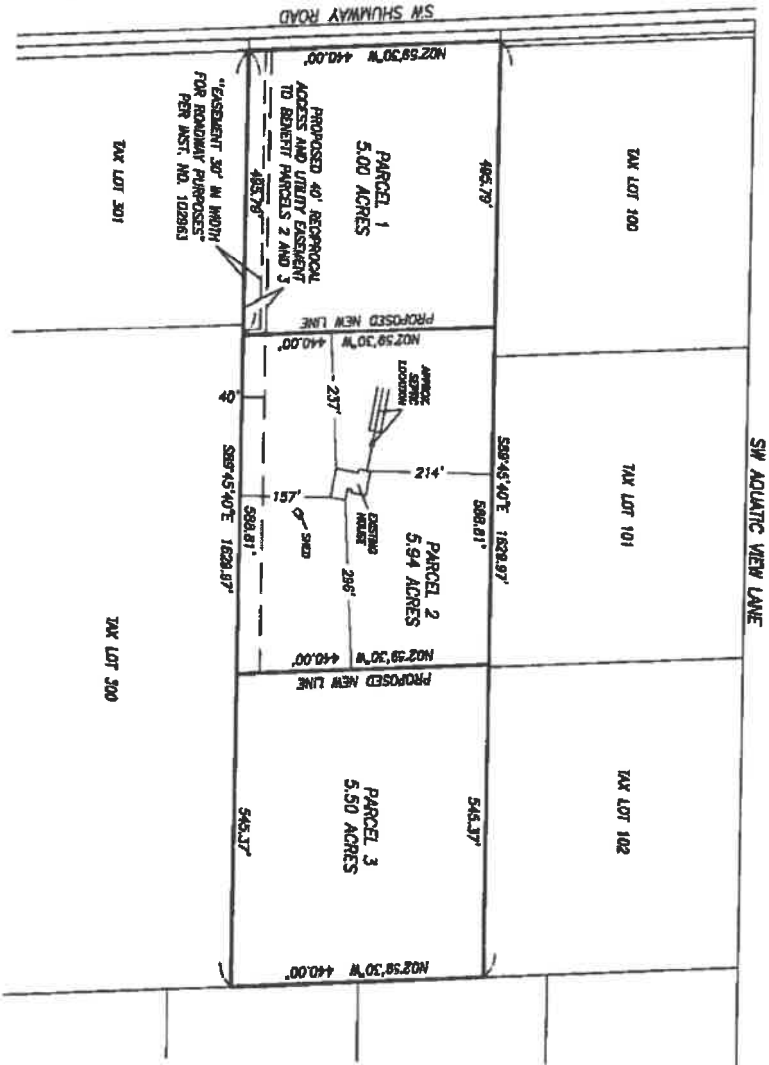 SW SHUMWAY ROAD
SW AQUATIC VIEW LANE
TAX LOT 100
TAX LOT 101
TAX LOT 102
N02°59'30"W 440.00'
485.79'
PARCEL 1
5.00 ACRES
PROPOSED 40' RECIPROCAL
ACCESS AND UTILITY EASEMENT
TO BENEFIT PARCELS 2 AND 3
485.79'
"EASEMENT 30' IN WIDTH
FOR ROADWAY PURPOSES"
PER INST. NO. 102963
TAX LOT 301
PROPOSED NEW LINE
N02°59'30"W 440.00'
S89°45'40"E 1629.97'
598.81'
APPROX.
SEPTIC
LOCATION
237'
214'
EXISTING
HOUSE
157'
SHED
296'
PARCEL 2
5.94 ACRES
40'
598.81'
S89°45'40"E 1629.97'
TAX LOT 300
N02°59'30"W 440.00'
PROPOSED NEW LINE
545.37'
PARCEL 3
5.50 ACRES
545.37'
N02°59'30"W 440.00'